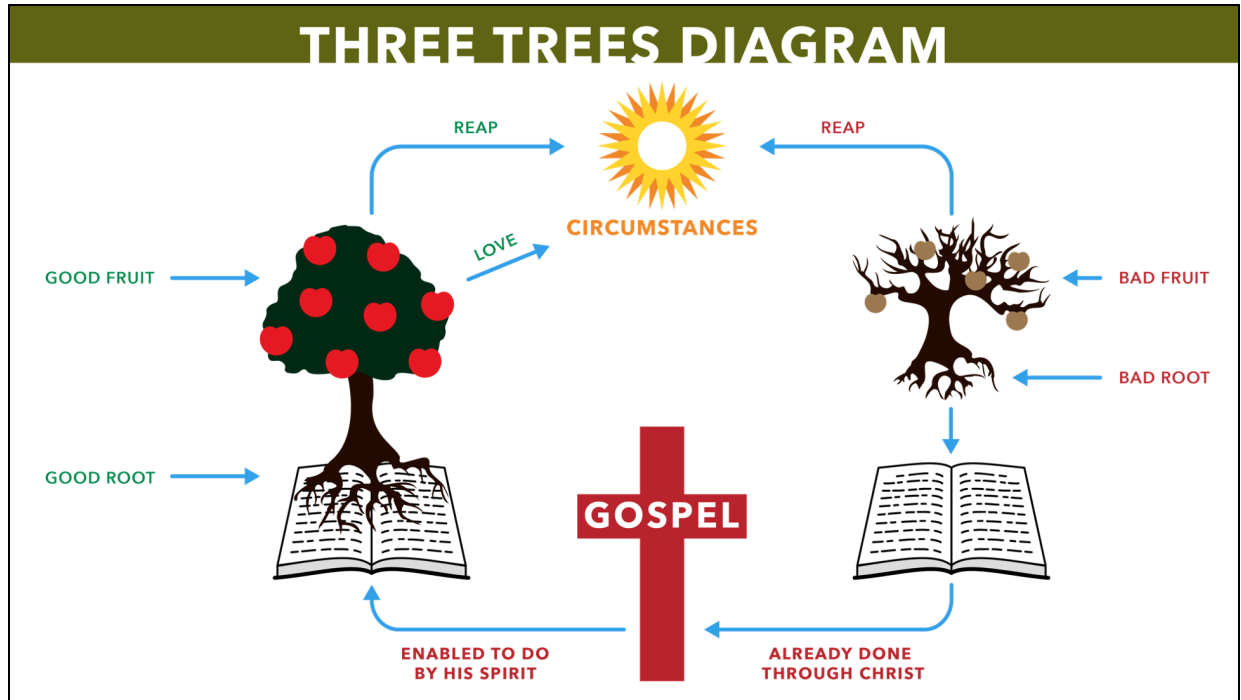 THREE TREES DIAGRAM
REAP
REAP
CIRCUMSTANCES
LOVE
GOOD FRUIT
BAD FRUIT
BAD ROOT
GOOD ROOT
GOSPEL
ENABLED TO DO
BY HIS SPIRIT
ALREADY DONE
THROUGH CHRIST